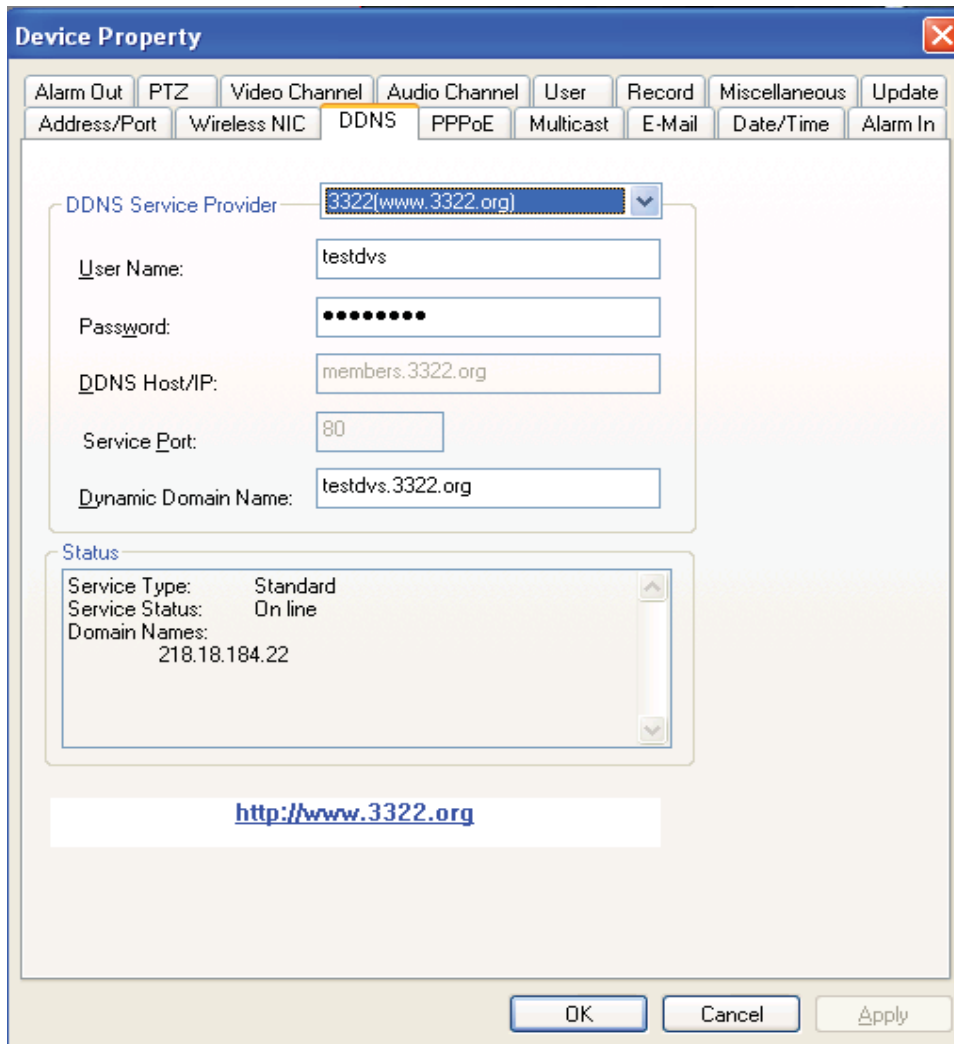 Device Property
Alarm Out PTZ Video Channel Audio Channel User Record Miscellaneous Update
Address/Port Wireless NIC DDNS PPPoE Multicast E-Mail Date/Time Alarm In
DDNS Service Provider 3322(www.3322.org)
User Name: testdvs
Password: ●●●●●●●●
DDNS Host/IP: members.3322.org
Service Port: 80
Dynamic Domain Name: testdvs.3322.org
Status
Service Type: Standard
Service Status: On line
Domain Names:
218.18.184.22
http://www.3322.org
OK Cancel Apply